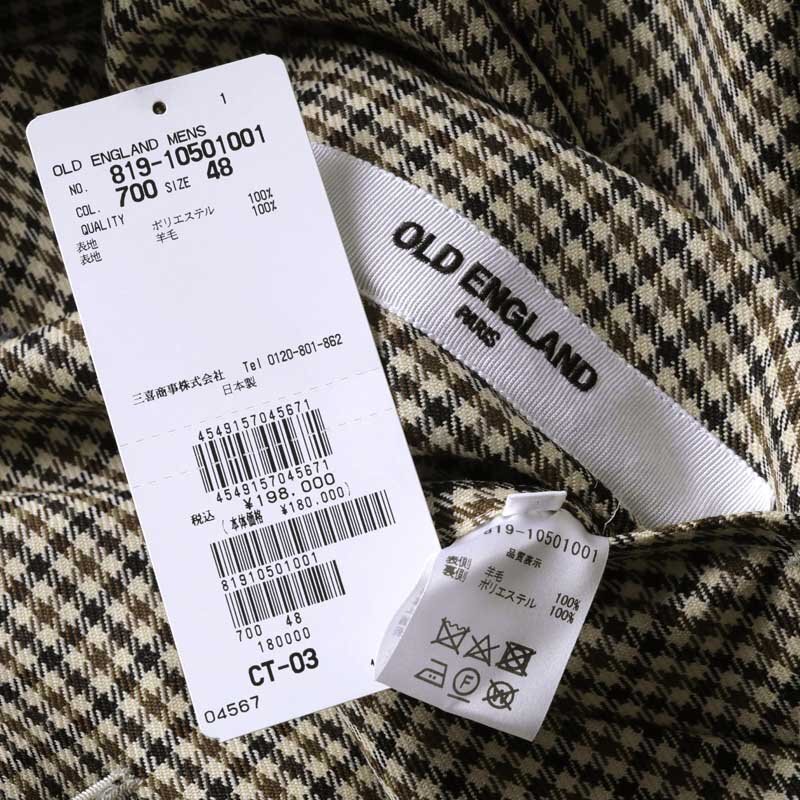 1
OLD ENGLAND MENS
NO. 819-10501001
COL. 700 SIZE 48
QUALITY
表地 ポリエステル 100%
表地 羊毛 100%
Tel 0120-801-862
三喜商事株式会社
日本製
4549157045671
4549157045671
税込 ¥198.000
(本体価格 ¥180.000)
81910501001
700 48
180000
CT-03
04567
OLD ENGLAND
PARIS
819-10501001
品質表示
表側 羊毛 100%
裏側 ポリエステル 100%